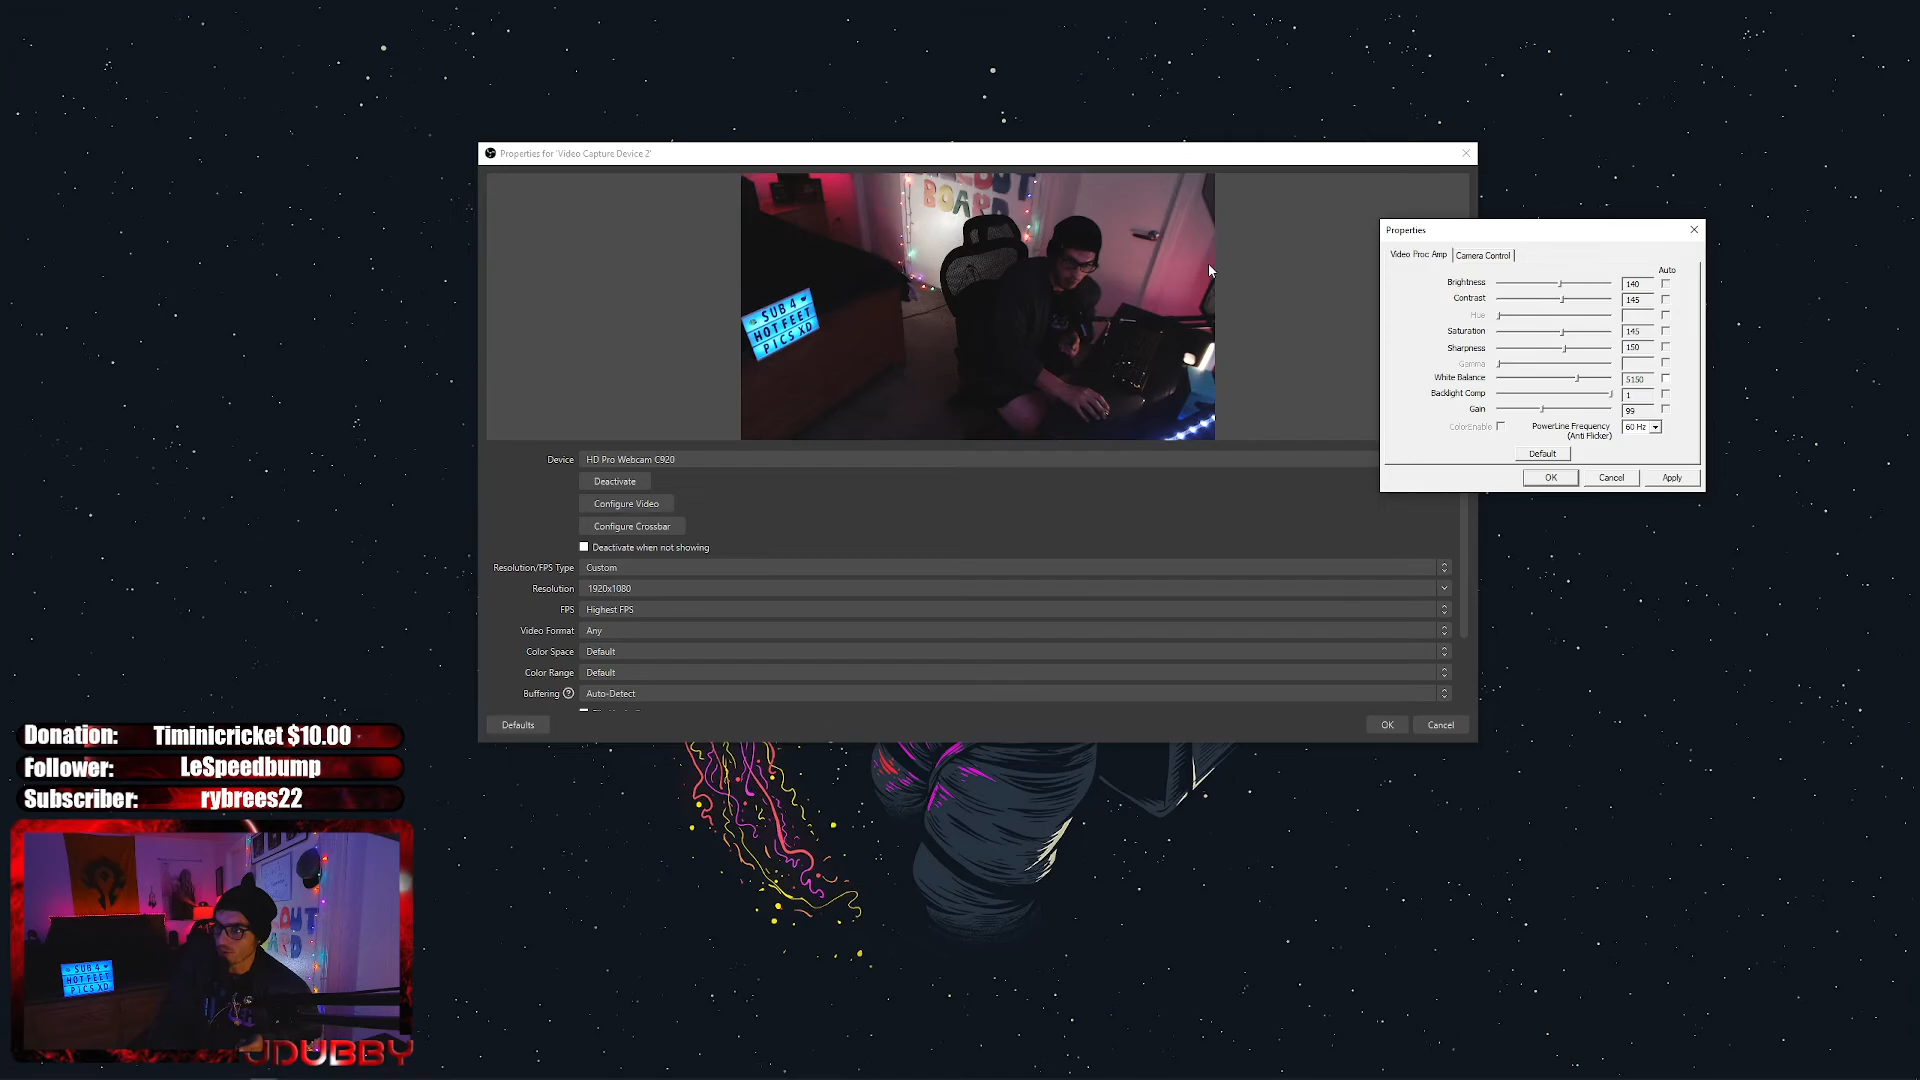 Properties for 'Video Capture Device 2'
BOARD
SUB 4
HOT FEET
PICS XD
Device HD Pro Webcam C920
Deactivate
Configure Video
Configure Crossbar
Deactivate when not showing
Resolution/FPS Type Custom
Resolution 1920x1080
FPS Highest FPS
Video Format Any
Color Space Default
Color Range Default
Buffering ? Auto-Detect
Defaults OK Cancel
Properties
Video Proc Amp Camera Control
Auto
Brightness 140
Contrast 145
Hue
Saturation 145
Sharpness 150
Gamma
White Balance 5150
Backlight Comp 1
Gain 99
ColorEnable PowerLine Frequency 60 Hz
(Anti Flicker)
Default
OK Cancel Apply
Donation: Timinicricket $10.00
Follower: LeSpeedbump
Subscriber: rybrees22
SUB 4
HOT FEET
PICS XD
JDUBBY